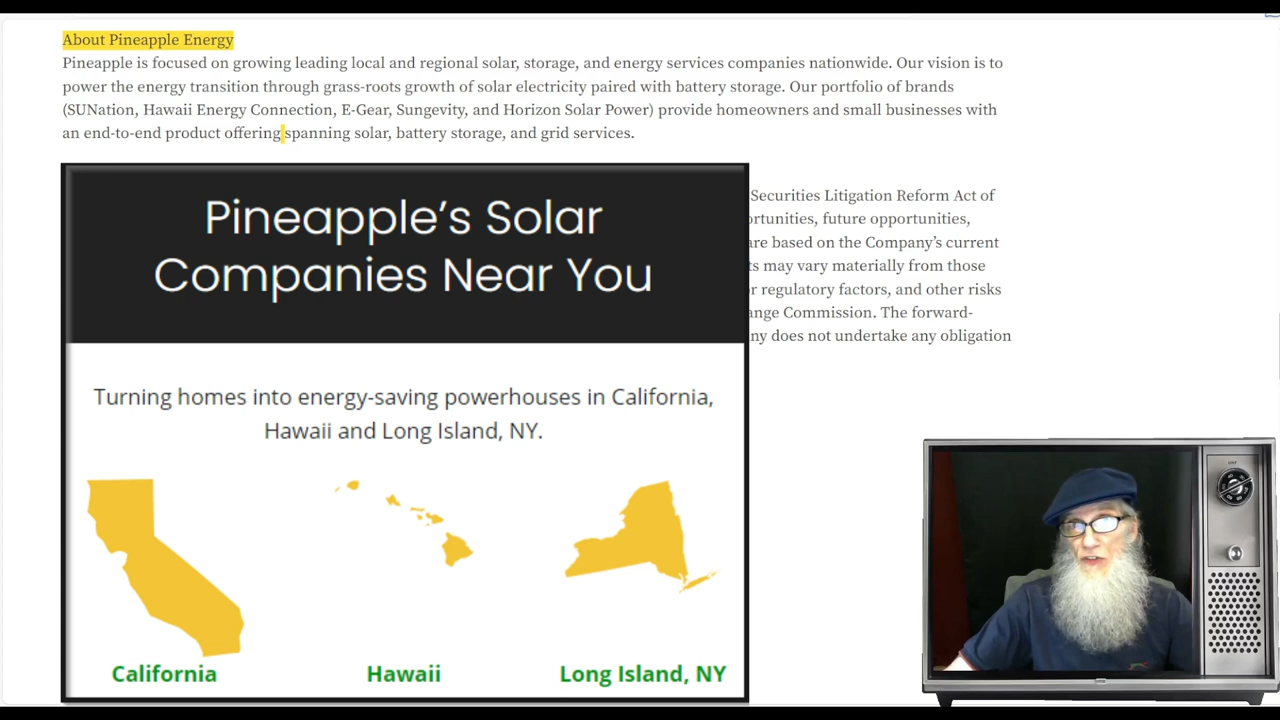 About Pineapple Energy
Pineapple is focused on growing leading local and regional solar, storage, and energy services companies nationwide. Our vision is to
power the energy transition through grass-roots growth of solar electricity paired with battery storage. Our portfolio of brands
(SUNation, Hawaii Energy Connection, E-Gear, Sungevity, and Horizon Solar Power) provide homeowners and small businesses with
an end-to-end product offering spanning solar, battery storage, and grid services.
Securities Litigation Reform Act of
future opportunities,
are based on the Company's current
may vary materially from those
regulatory factors, and other risks
Commission. The forward-
does not undertake any obligation
Pineapple's Solar
Companies Near You
Turning homes into energy-saving powerhouses in California,
Hawaii and Long Island, NY.
California
Hawaii
Long Island, NY